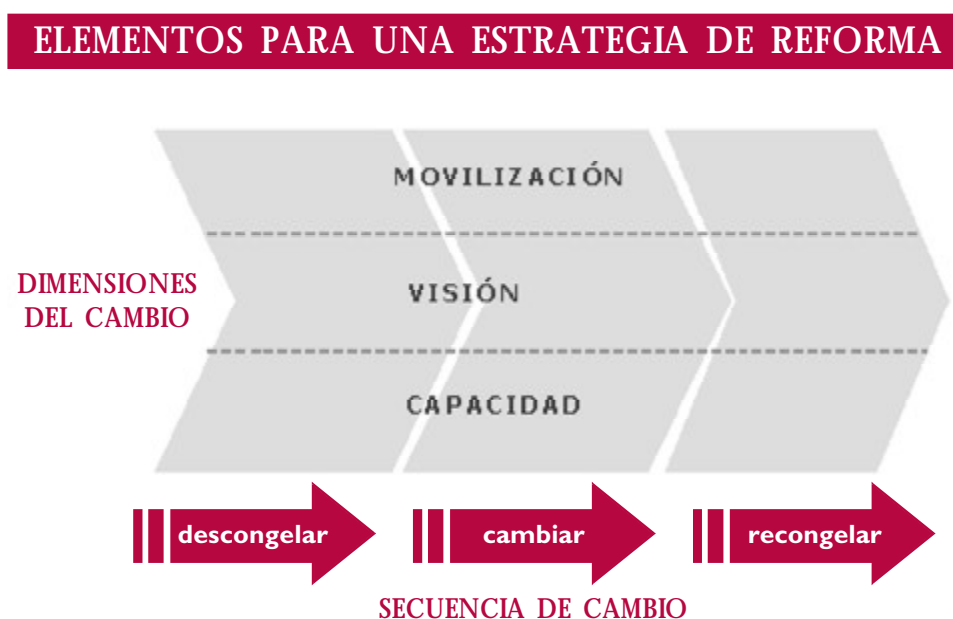 ELEMENTOS PARA UNA ESTRATEGIA DE REFORMA
MOVILIZACIÓN
DIMENSIONES
DEL CAMBIO
VISIÓN
CAPACIDAD
descongelar
cambiar
recongelar
SECUENCIA DE CAMBIO